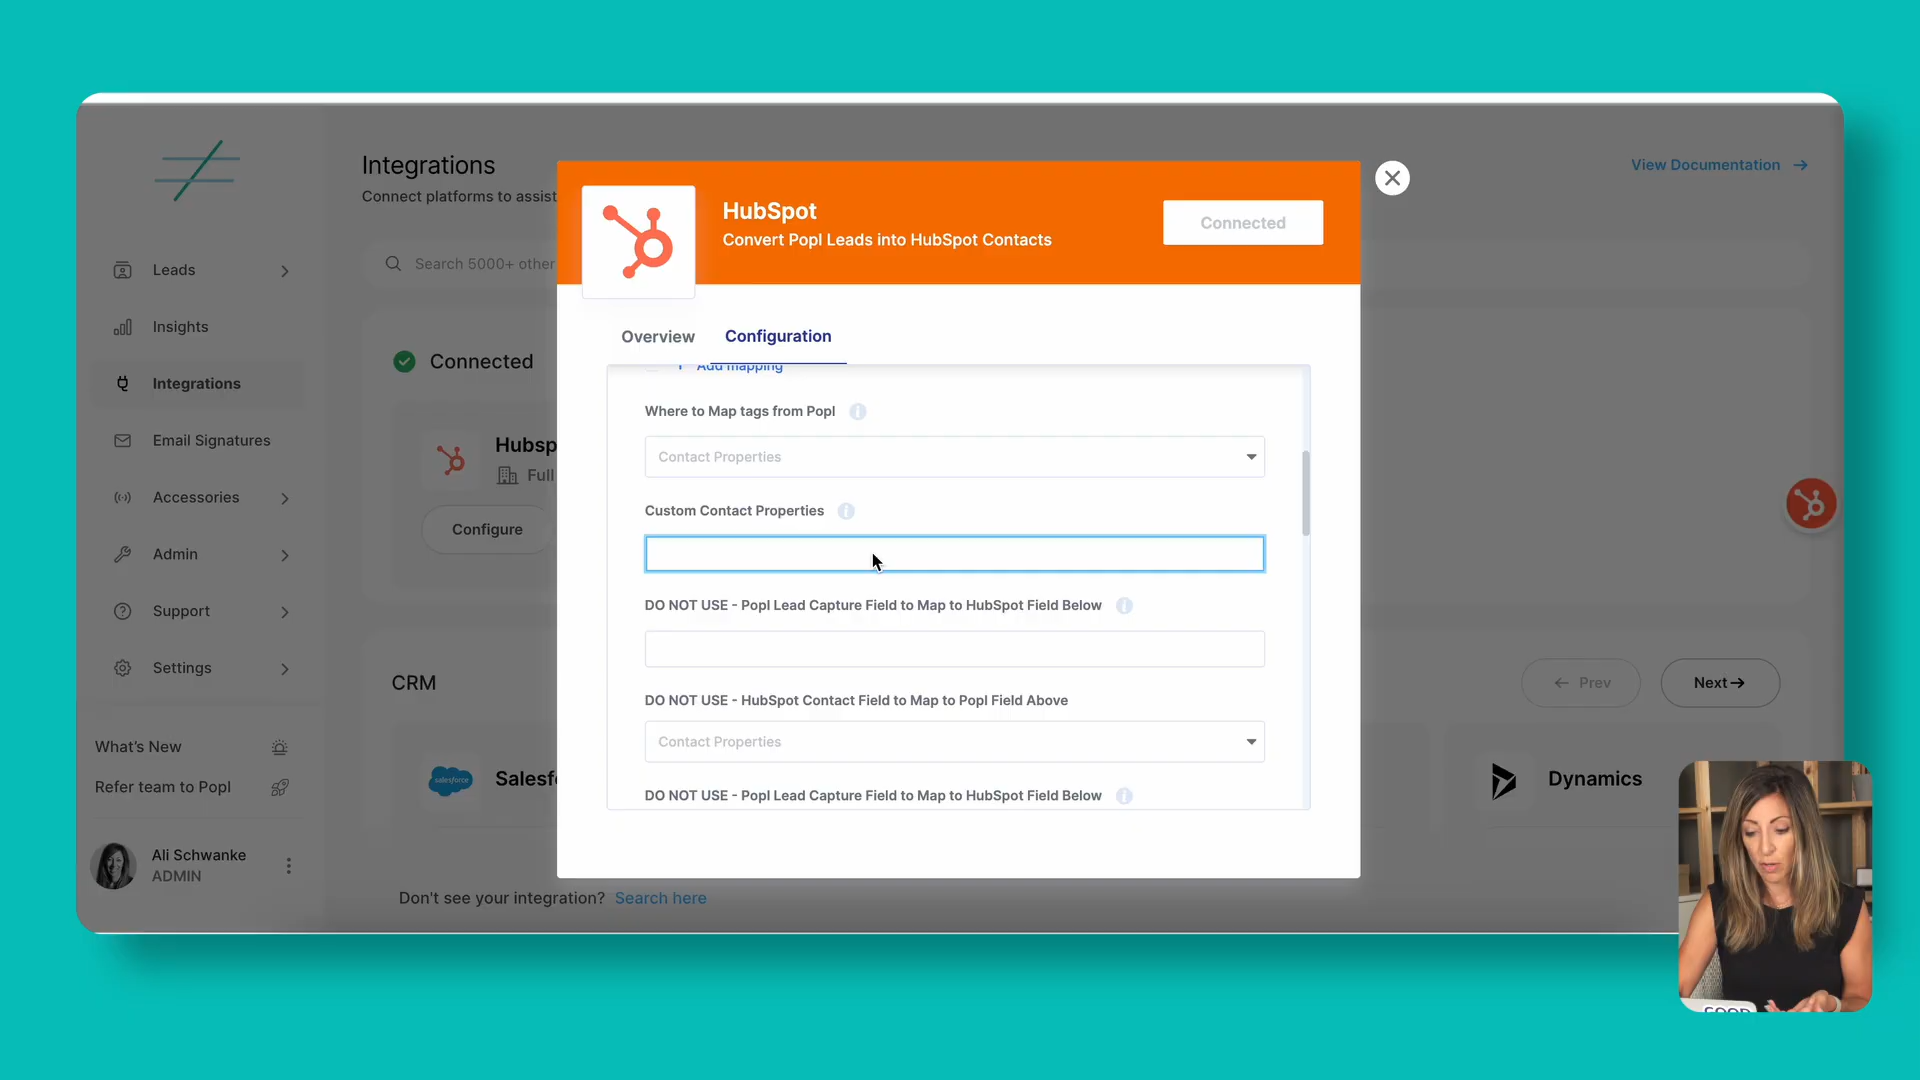 Integrations
Connect platforms to assist
View Documentation
Search 5000+ other
Leads
Insights
Integrations
Email Signatures
Accessories
Admin
Support
Settings
What's New
Refer team to Popl
Ali Schwanke
ADMIN
Connected
Hubsp
Full
Configure
CRM
salesforce
Salesf
Prev
Next
Dynamics
Don't see your integration? Search here
HubSpot
Convert Popl Leads into HubSpot Contacts
Connected
Overview
Configuration
Add mapping
Where to Map tags from Popl
Contact Properties
Custom Contact Properties
DO NOT USE - Popl Lead Capture Field to Map to HubSpot Field Below
DO NOT USE - HubSpot Contact Field to Map to Popl Field Above
Contact Properties
DO NOT USE - Popl Lead Capture Field to Map to HubSpot Field Below